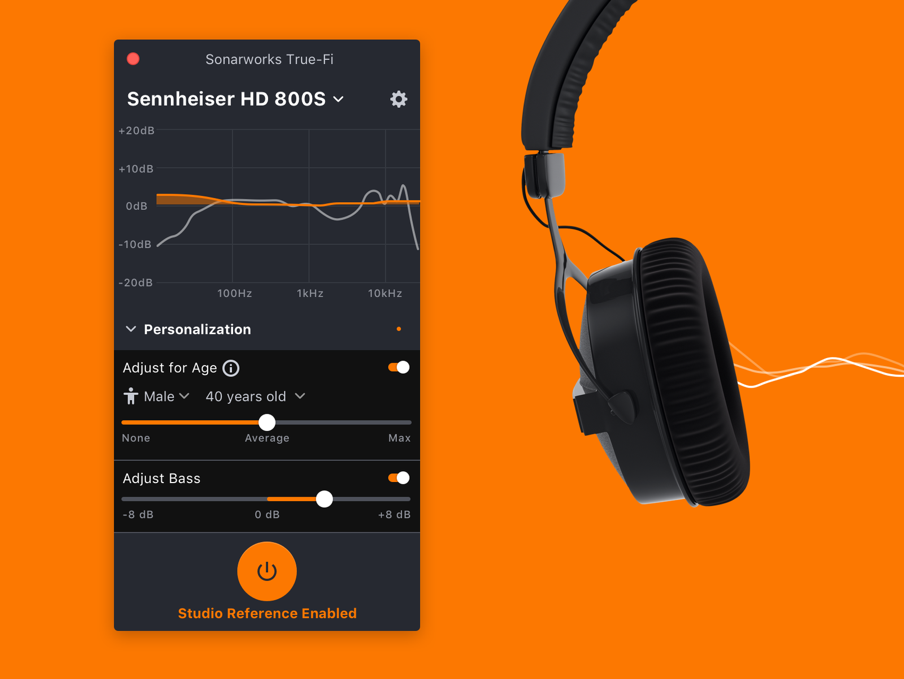 Sonarworks True-Fi
Sennheiser HD 800S
+20dB
+10dB
0dB
-10dB
-20dB
100Hz 1kHz 10kHz
Personalization
Adjust for Age
Male 40 years old
None Average Max
Adjust Bass
-8 dB 0 dB +8 dB
Studio Reference Enabled